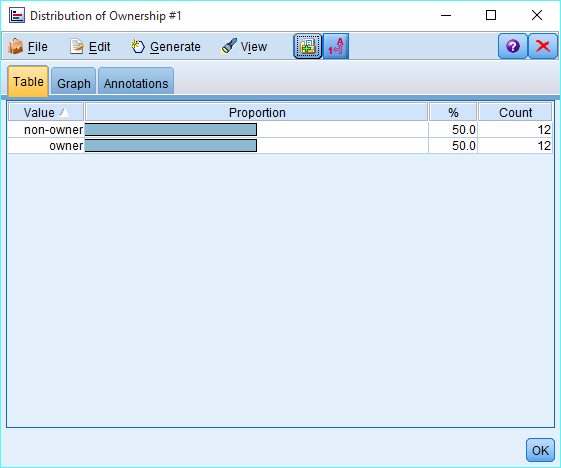 Distribution of Ownership #1
File Edit Generate View
Table Graph Annotations
Value Proportion % Count
non-owner 50.0 12
owner 50.0 12
OK